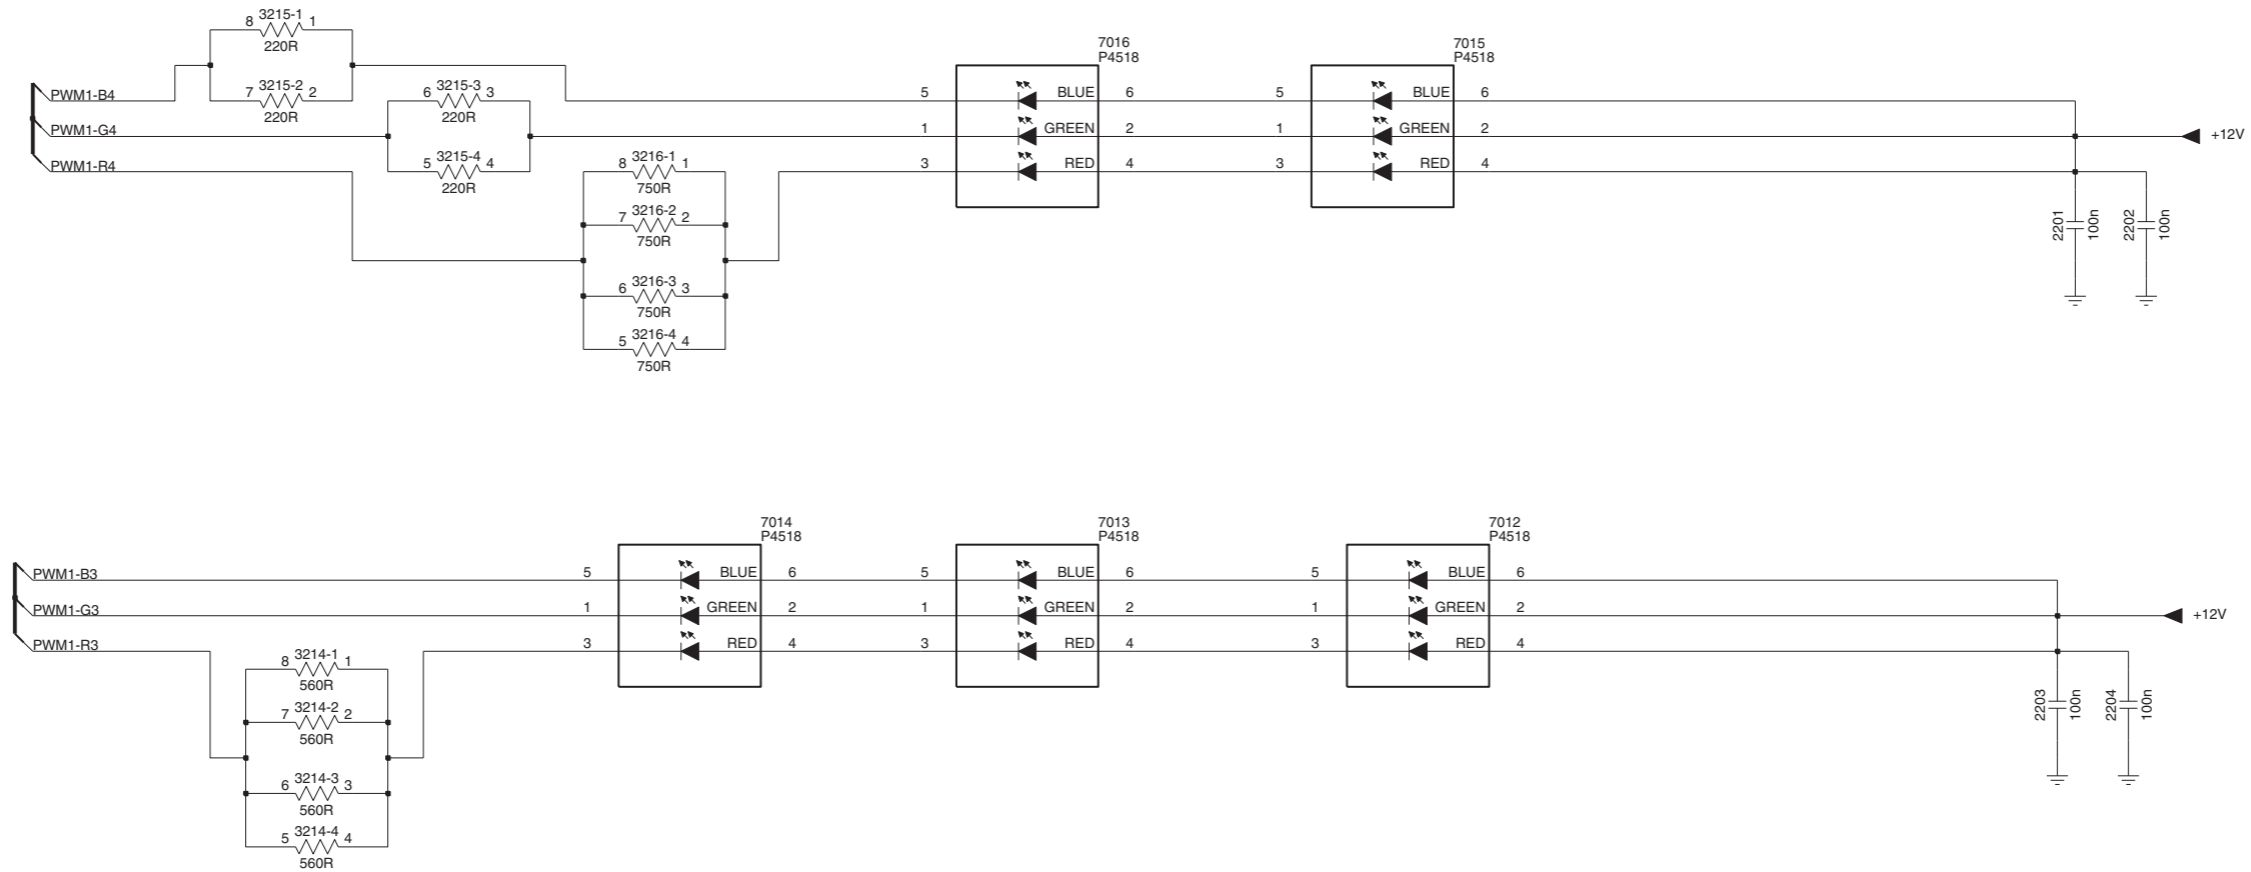 8 3215-1 1
220R
7 3215-2 2
220R
PWM1-B4
6 3215-3 3
220R
PWM1-G4
5 3215-4 4
220R
PWM1-R4
8 3216-1 1
750R
7 3216-2 2
750R
6 3216-3 3
750R
5 3216-4 4
750R
7016
P4518
5 BLUE 6
1 GREEN 2
3 RED 4
7015
P4518
5 BLUE 6
1 GREEN 2
3 RED 4
+12V
2201
100n
2202
100n
PWM1-B3
PWM1-G3
PWM1-R3
8 3214-1 1
560R
7 3214-2 2
560R
6 3214-3 3
560R
5 3214-4 4
560R
7014
P4518
5 BLUE 6
1 GREEN 2
3 RED 4
7013
P4518
5 BLUE 6
1 GREEN 2
3 RED 4
7012
P4518
5 BLUE 6
1 GREEN 2
3 RED 4
+12V
2203
100n
2204
100n